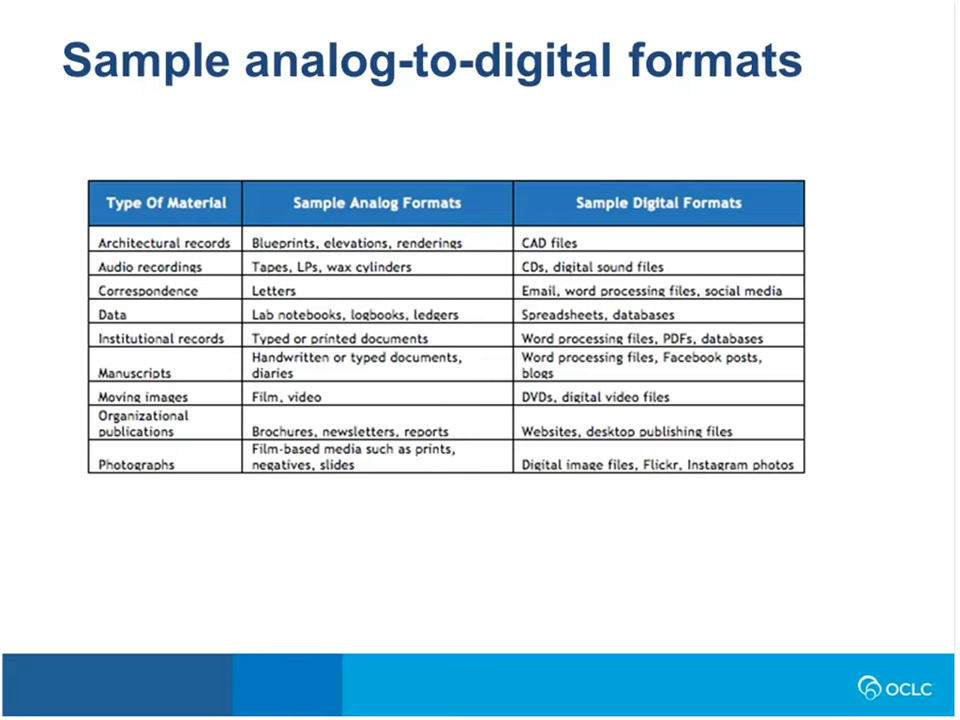 Sample analog-to-digital formats
Type Of Material Sample Analog Formats Sample Digital Formats
Architectural records Blueprints, elevations, renderings CAD files
Audio recordings Tapes, LPs, wax cylinders CDs, digital sound files
Correspondence Letters Email, word processing files, social media
Data Lab notebooks, logbooks, ledgers Spreadsheets, databases
Institutional records Typed or printed documents Word processing files, PDFs, databases
Handwritten or typed documents, Word processing files, Facebook posts,
Manuscripts diaries blogs
Moving images Film, video DVDs, digital video files
Organizational
publications Brochures, newsletters, reports Websites, desktop publishing files
Film-based media such as prints,
Photographs negatives, slides Digital image files, Flickr, Instagram photos
OCLC